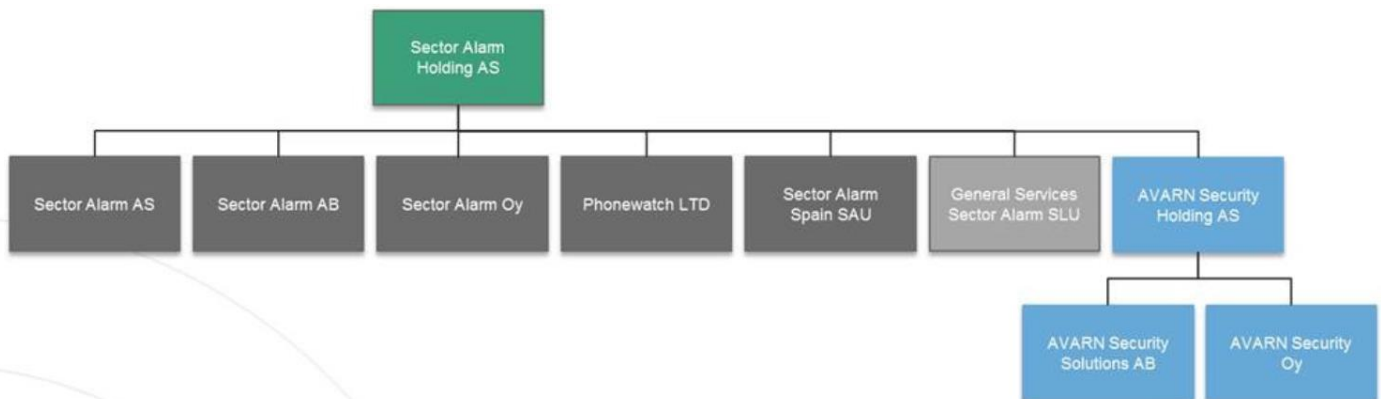 Sector Alarm
Holding AS
Sector Alarm AS
Sector Alarm AB
Sector Alarm Oy
Phonewatch LTD
Sector Alarm
Spain SAU
General Services
Sector Alarm SLU
AVARN Security
Holding AS
AVARN Security
Solutions AB
AVARN Security
Oy